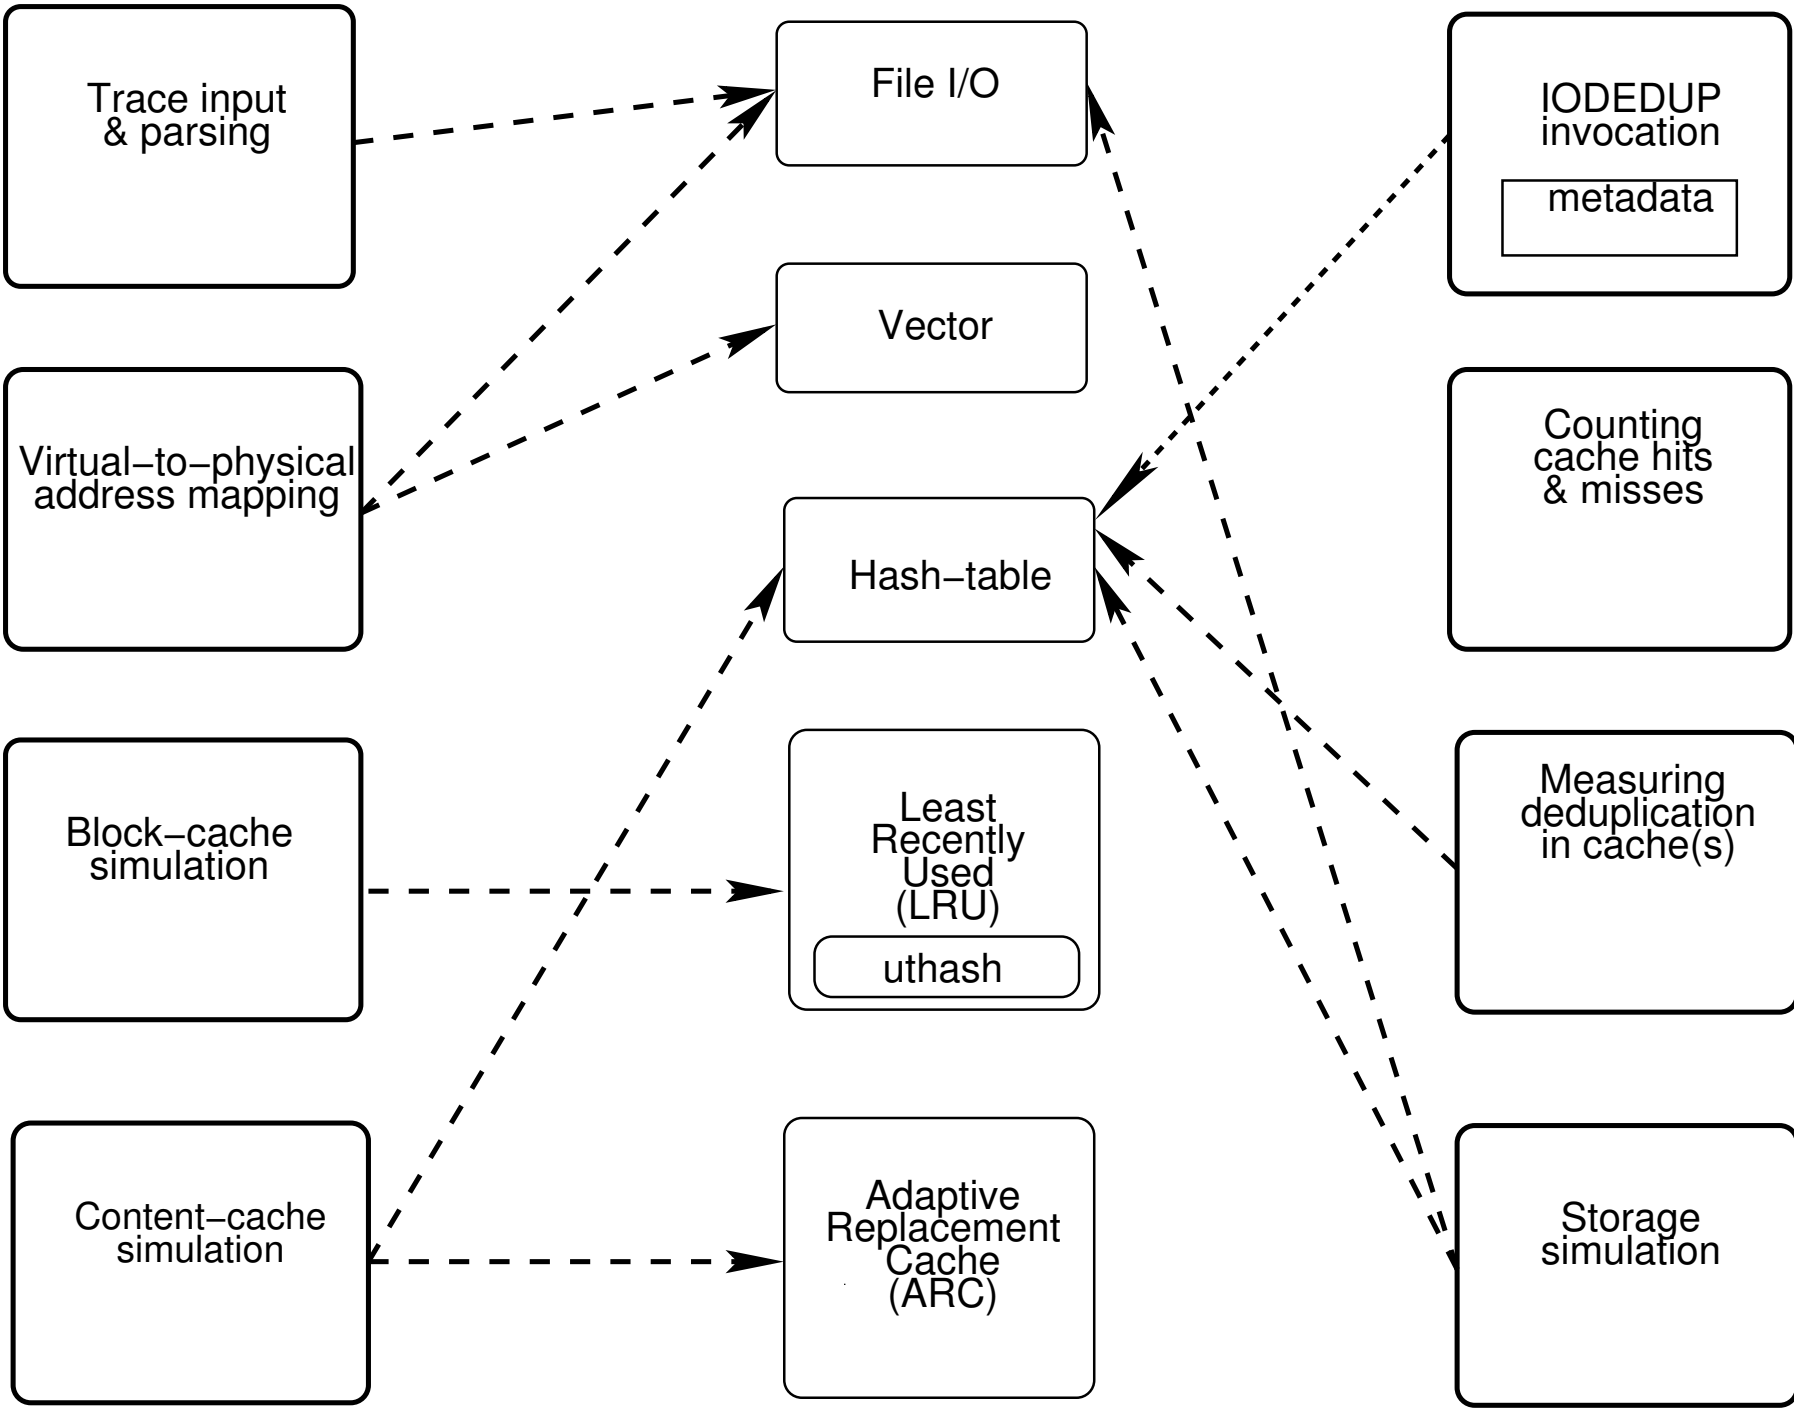 Trace input
& parsing
File I/O
IODEDUP
invocation
metadata
Virtual−to−physical
address mapping
Vector
Counting
cache hits
& misses
Hash−table
Block−cache
simulation
Least
Recently
Used
(LRU)
uthash
Measuring
deduplication
in cache(s)
Content−cache
simulation
Adaptive
Replacement
Cache
(ARC)
Storage
simulation